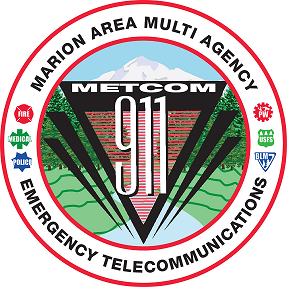 MARION AREA MULTI AGENCY
METCOM
911
FIRE
MEDICAL
POLICE
PW
USFS
BLM
EMERGENCY TELECOMMUNICATIONS